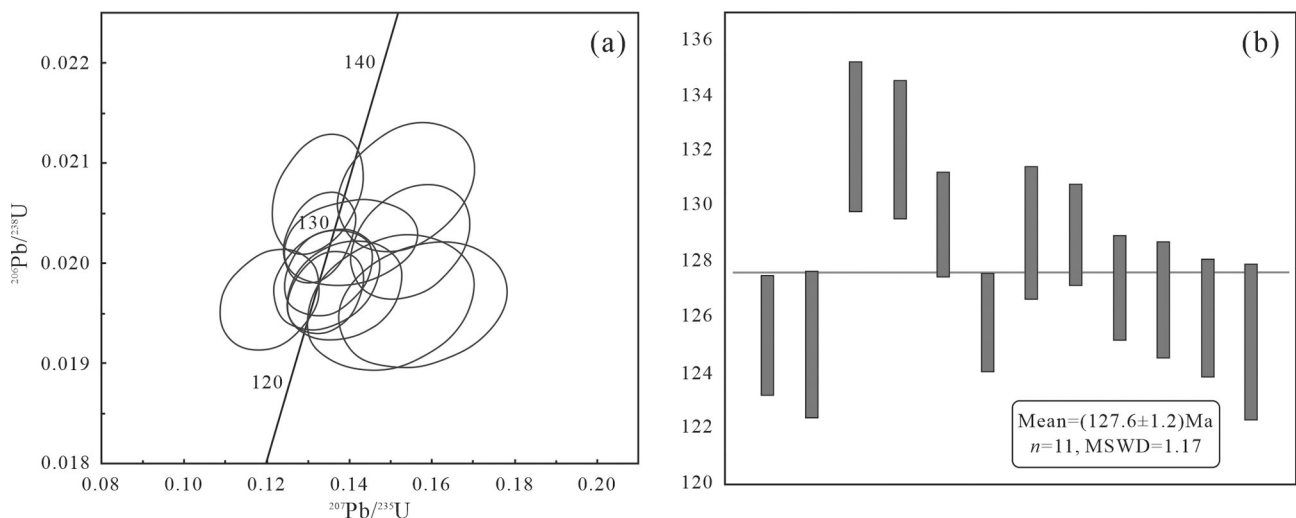 (a)
0.022
0.021
0.020
0.019
0.018
²⁰⁶Pb/²³⁸U
140
130
120
0.08 0.10 0.12 0.14 0.16 0.18 0.20
²⁰⁷Pb/²³⁵U
(b)
136
134
132
130
128
126
124
122
120
Mean=(127.6±1.2)Ma
n=11, MSWD=1.17